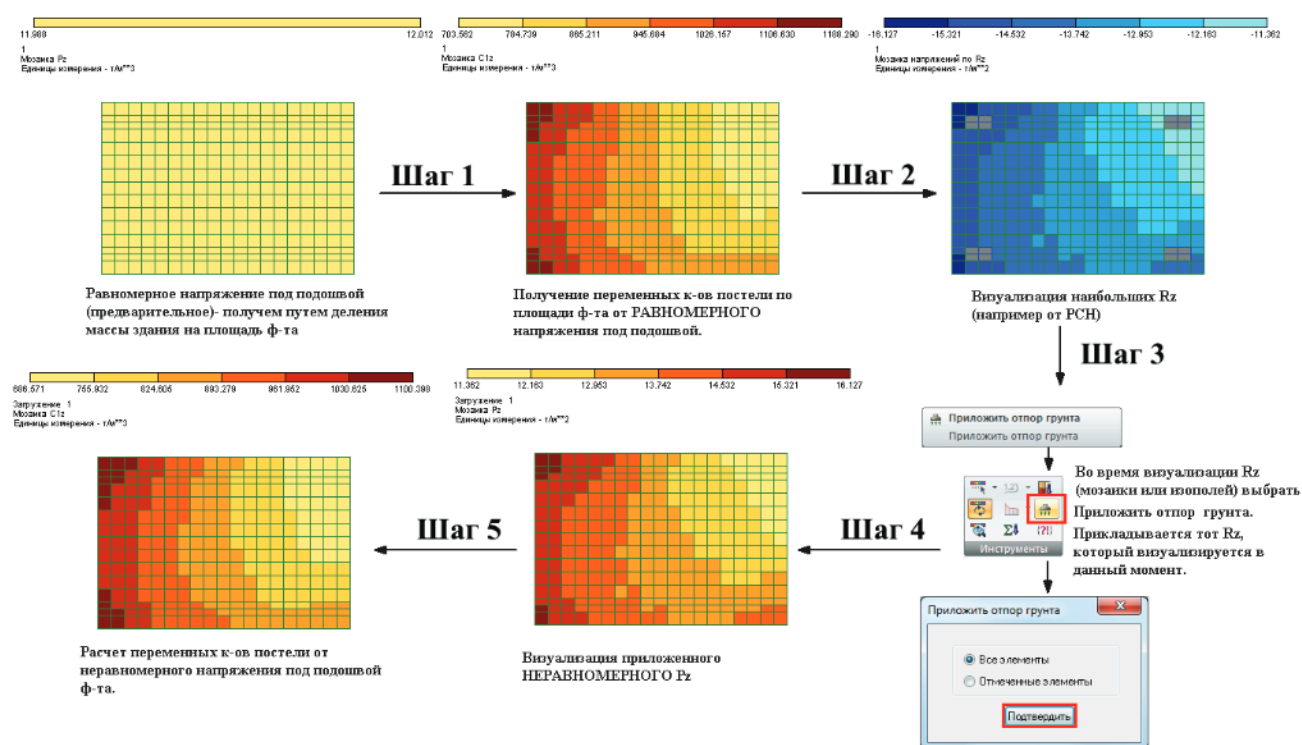 11.988 12.012
1
Мозаика Pz
Единицы измерения - т/м**3
703.562 784.739 865.211 945.684 1026.157 1106.630 1188.290
1
Мозаика C1z
Единицы измерения - т/м**3
-16.127 -15.321 -14.532 -13.742 -12.953 -12.163 -11.362
1
Мозаика напряжений по Rz
Единицы измерения - т/м**2
Шаг 1
Шаг 2
Равномерное напряжение под подошвой
(предварительное)- получем путем деления
массы здания на площадь ф-та
Получение переменных к-ов постели по
площади ф-та от РАВНОМЕРНОГО
напряжения под подошвой.
Визуализация наибольших Rz
(например от РСН)
Шаг 3
686.571 755.932 824.605 893.279 961.952 1030.625 1100.398
Загружение 1
Мозаика C1z
Единицы измерения - т/м**3
11.362 12.163 12.953 13.742 14.532 15.321 16.127
Загружение 1
Мозаика Pz
Единицы измерения - т/м**2
Приложить отпор грунта
Приложить отпор грунта
Во время визуализации Rz
(мозаики или изополей) выбрать
Приложить отпор грунта.
Прикладывается тот Rz,
который визуализируется в
данный момент.
Инструменты
Шаг 4
Шаг 5
Приложить отпор грунта
Все элементы
Отмеченные элементы
Подтвердить
Визуализация приложенного
НЕРАВНОМЕРНОГО Pz
Расчет переменных к-ов постели от
неравномерного напряжения под подошвой
ф-та.